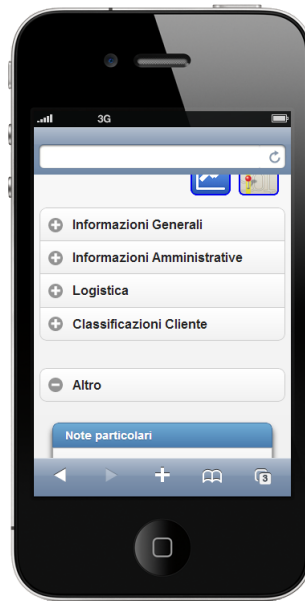 3G
Informazioni Generali
Informazioni Amministrative
Logistica
Classificazioni Cliente
Altro
Note particolari
3